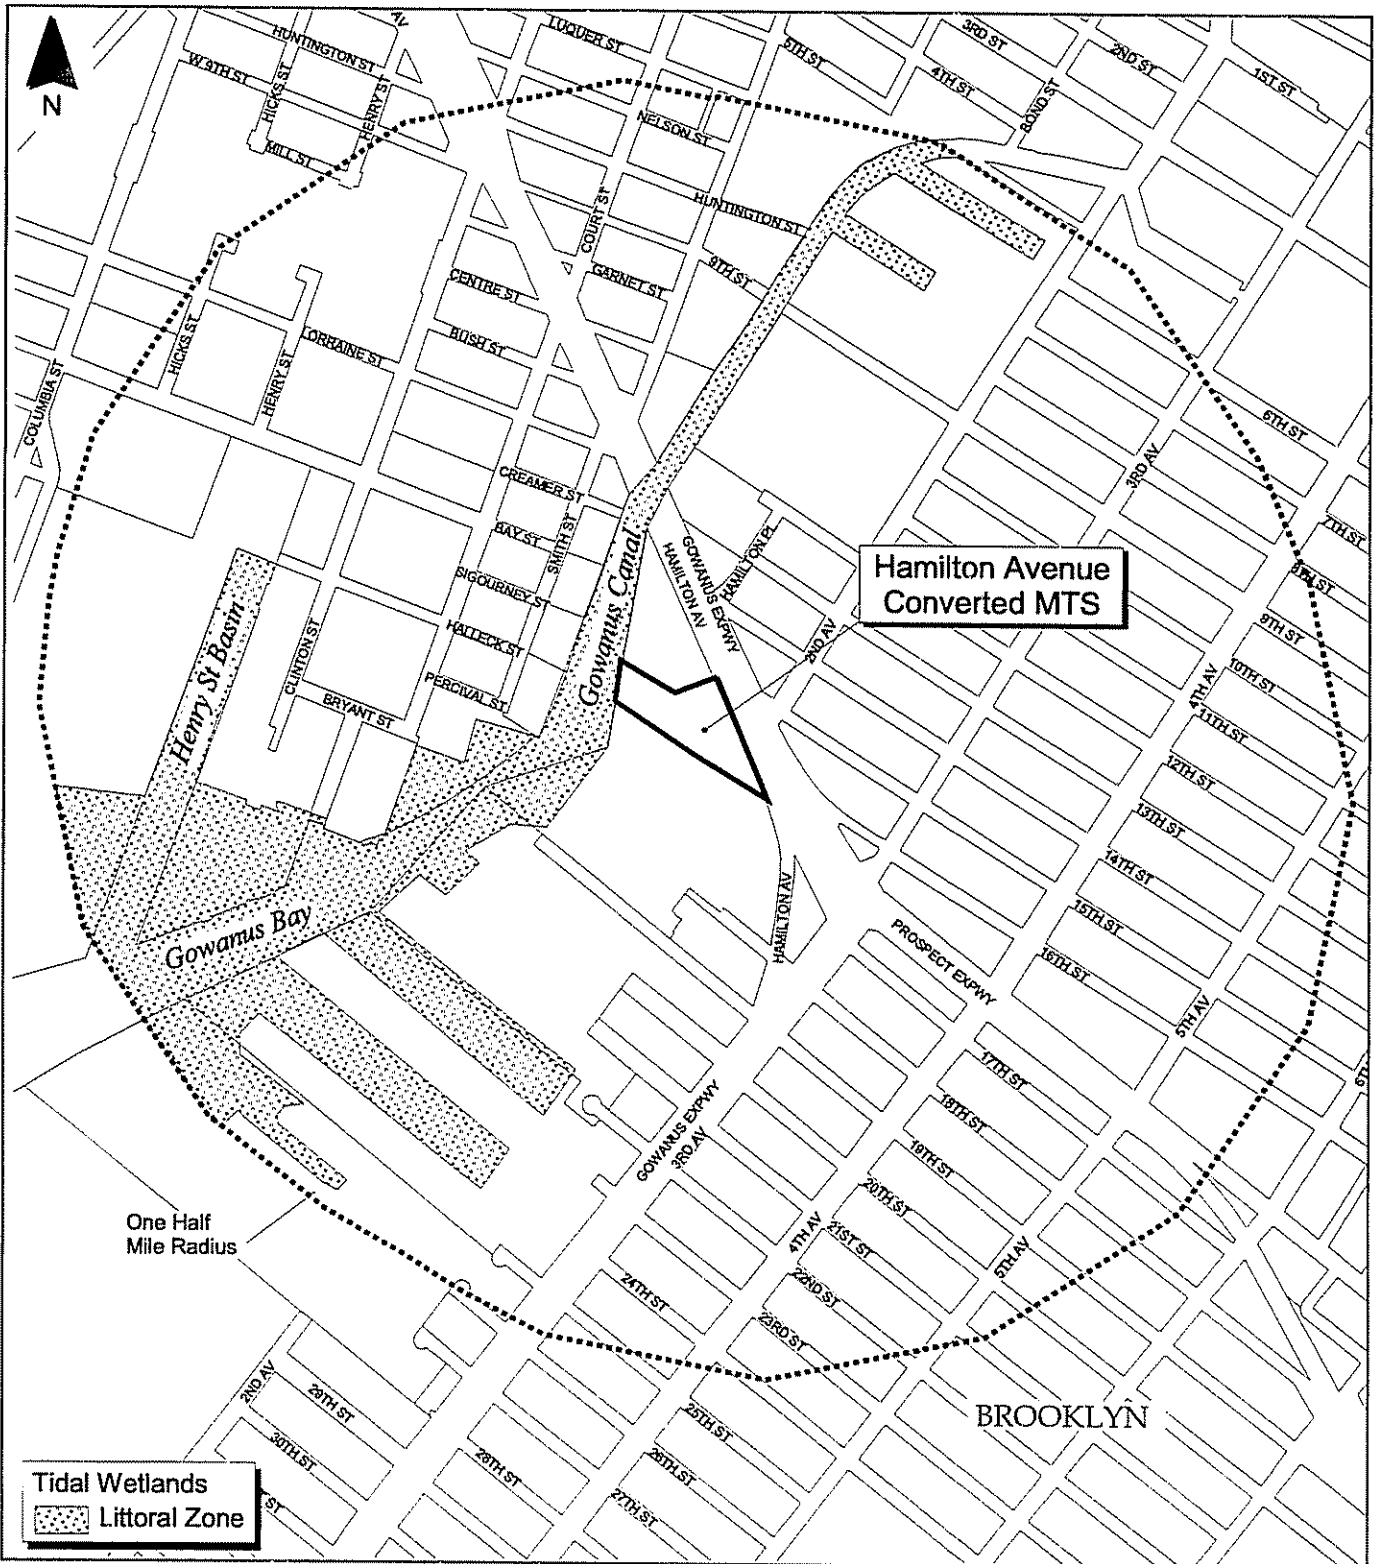 AV
LUQUER ST
3RD ST
HUNTINGTON ST
5TH ST
2ND ST
W 9TH ST
HICKS ST
4TH ST
1ST ST
N
HENRY ST
BOND ST
NELSON ST
MILL ST
HUNTINGTON ST
COURT ST
9TH ST
GARNET ST
CENTRE ST
HICKS ST
LORRAINE ST
BUSH ST
COLUMBIA ST
HENRY ST
6TH ST
3RD AV
CREAMER ST
7TH ST
BAY ST
SMITH ST
Gowanus Canal
HAMILTON AV
GOWANUS EXPWY
HAMILTON PL
Hamilton Avenue
Converted MTS
8TH ST
SIGOURNEY ST
Henry St Basin
CLINTON ST
HALLECK ST
2ND AV
9TH ST
PERCIVAL ST
4TH AV
10TH ST
BRYANT ST
11TH ST
12TH ST
13TH ST
14TH ST
HAMILTON AV
15TH ST
Gowanus Bay
PROSPECT EXPWY
16TH ST
5TH AV
17TH ST
6TH
GOWANUS EXPWY
3RD AV
18TH ST
19TH ST
20TH ST
One Half
Mile Radius
4TH AV
21ST ST
5TH AV
24TH ST
22ND ST
23RD ST
2ND AV
29TH ST
25TH ST
BROOKLYN
30TH ST
28TH ST
26TH ST
27TH ST
ST
Tidal Wetlands
Littoral Zone